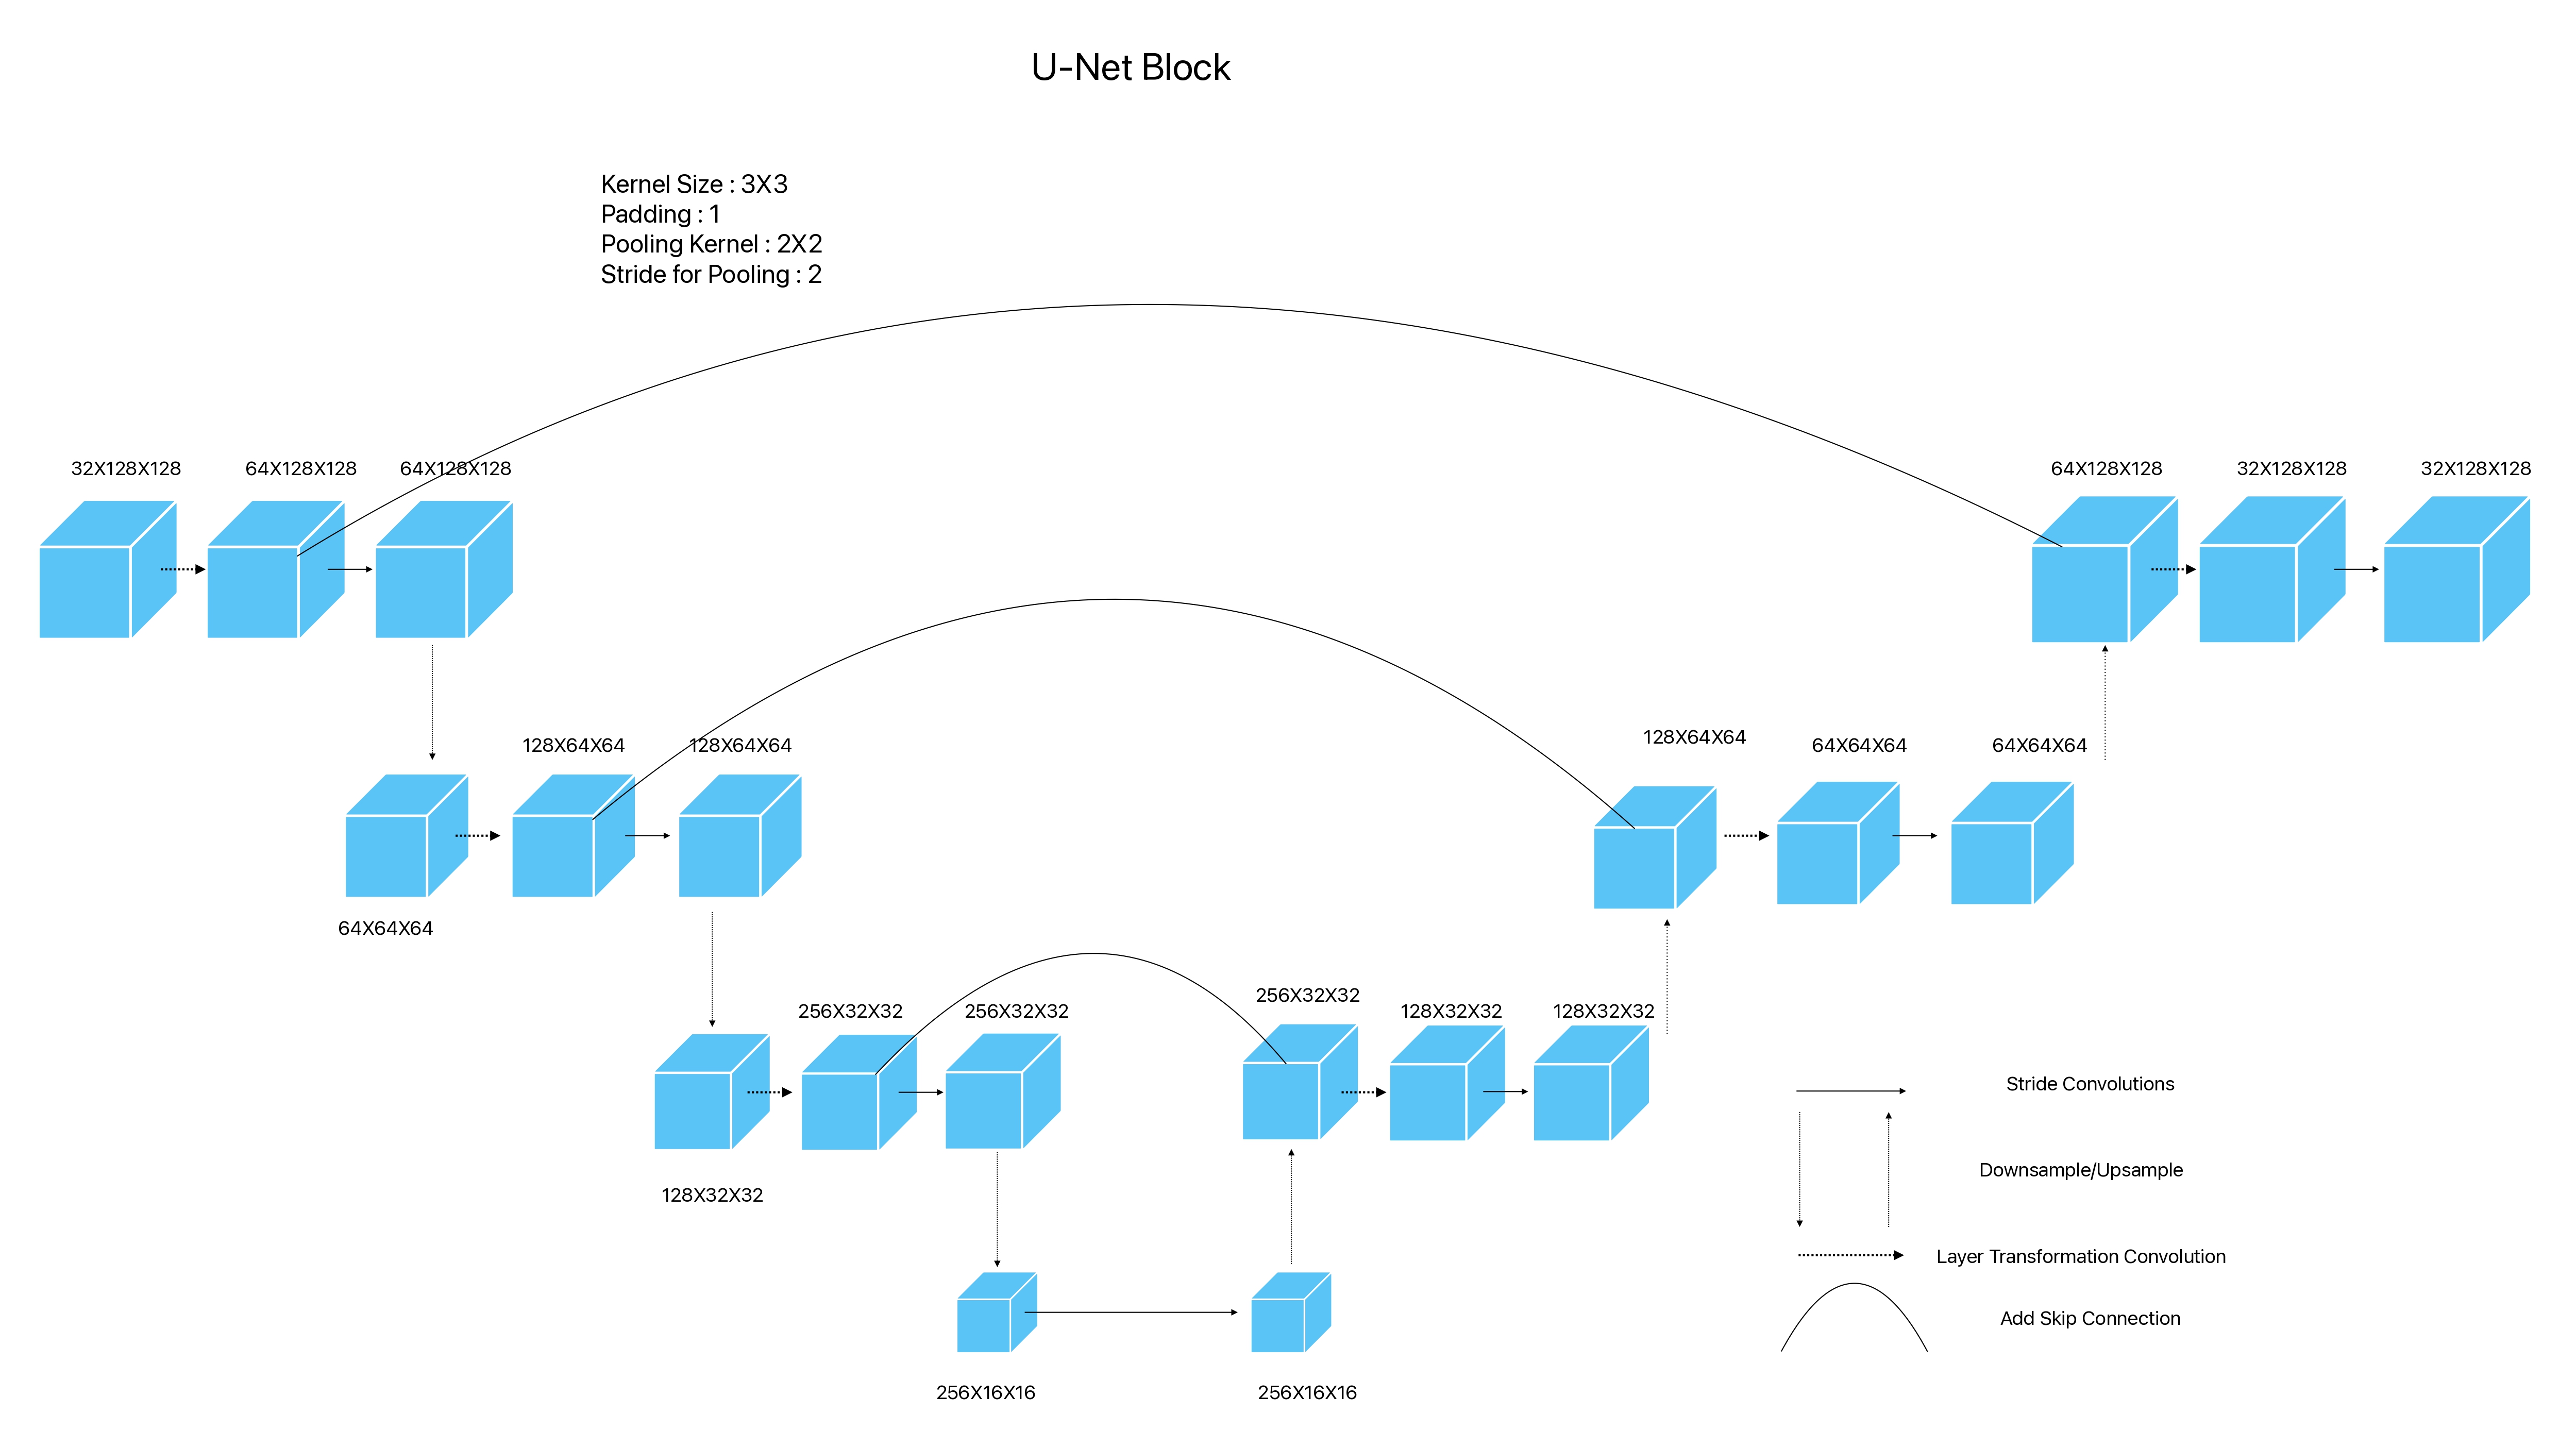 U-Net Block
Kernel Size : 3X3
Padding : 1
Pooling Kernel : 2X2
Stride for Pooling : 2
32X128X128
64X128X128
64X128X128
64X128X128
32X128X128
32X128X128
128X64X64
128X64X64
128X64X64
64X64X64
64X64X64
64X64X64
256X32X32
256X32X32
256X32X32
128X32X32
128X32X32
128X32X32
256X16X16
256X16X16
Stride Convolutions
Downsample/Upsample
Layer Transformation Convolution
Add Skip Connection